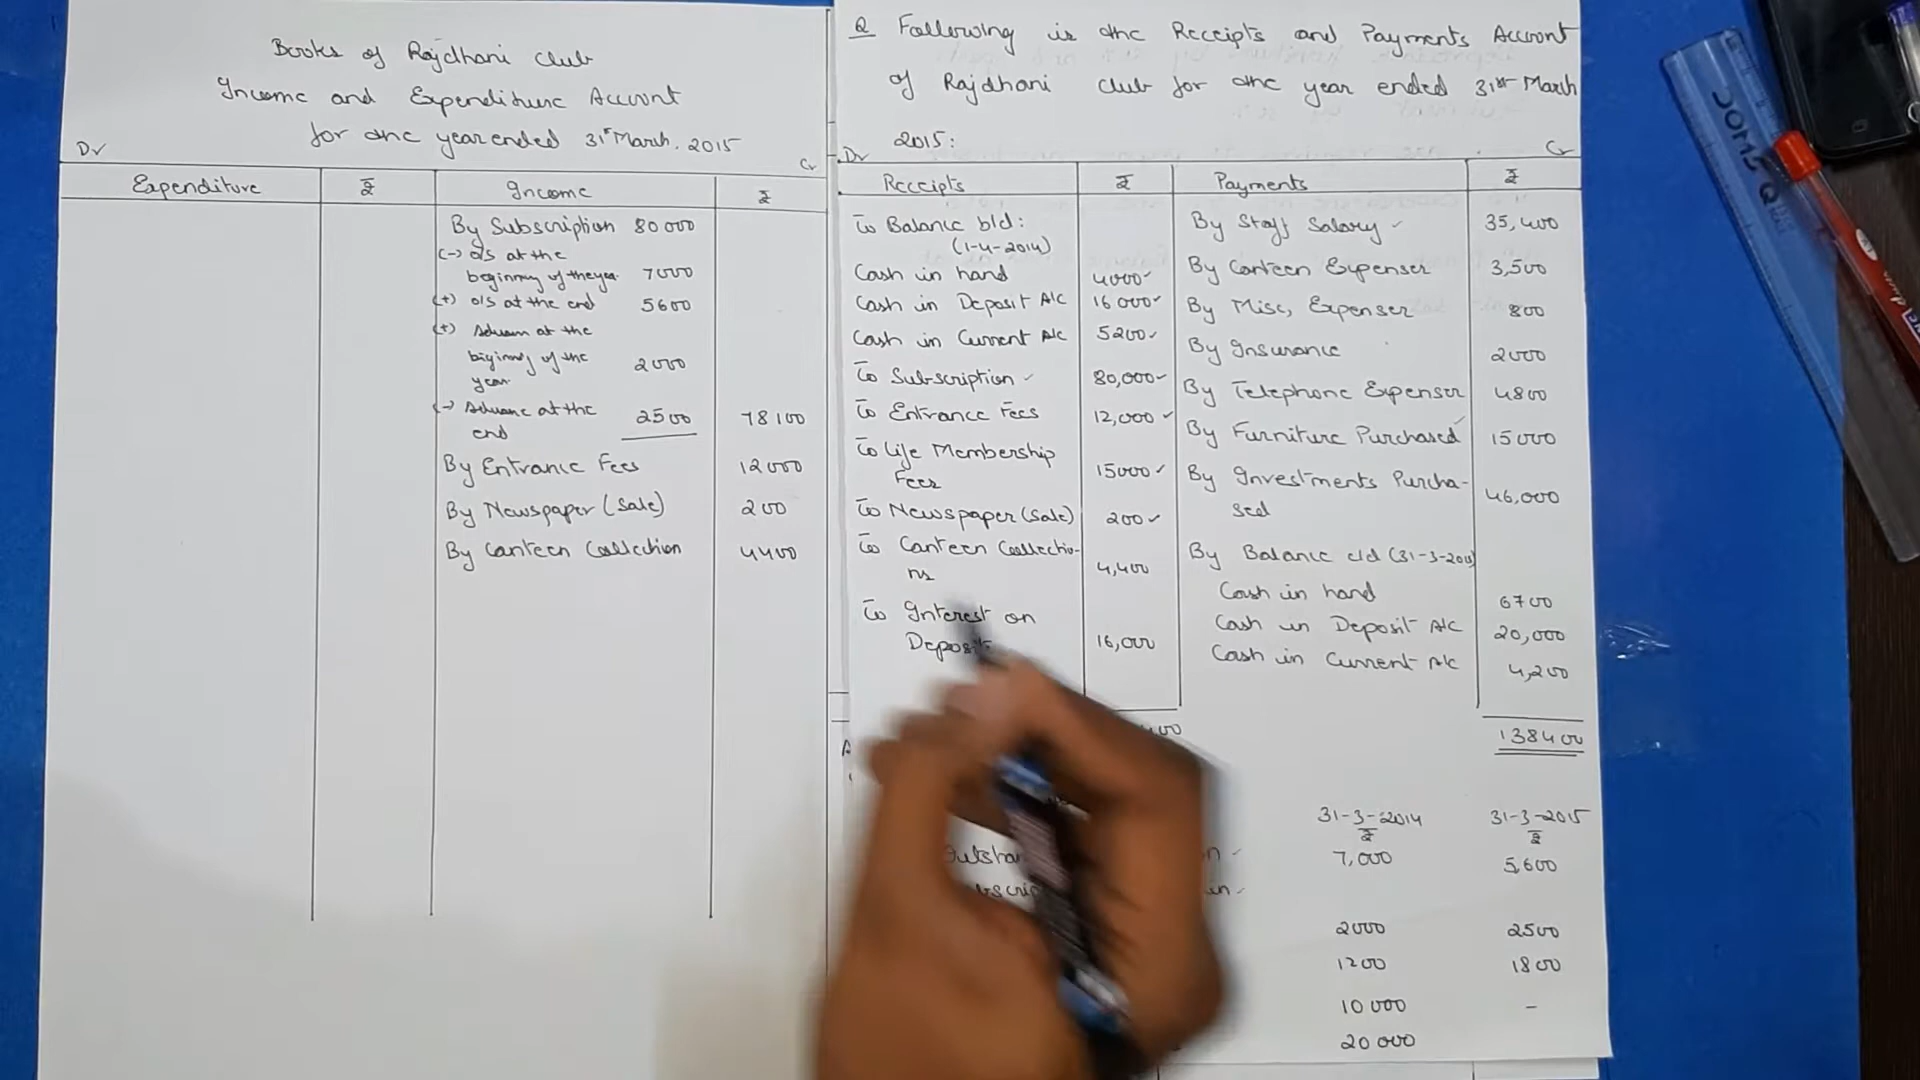 Books of Rajdhani Club
Income and Expenditure Account
for the year ended 31st March. 2015
Dr Cr
Expenditure ₹ Income ₹
By Subscription 80000
(-) o/s at the
beginning of the year 7000
(+) o/s at the end 5600
(+) Advance at the
beginning of the
year 2000
(-) Advance at the
end 2500 78100
By Entrance Fees 12000
By Newspaper (Sale) 200
By Canteen Collection 4400
Q Following is the Receipts and Payments Account
of Rajdhani Club for the year ended 31st March
2015:
Dr Cr
Receipts ₹ Payments ₹
To Balance b/d:
(1-4-2014)
Cash in hand 4000
Cash in Deposit A/c 16000
Cash in Current A/c 5200
To Subscription 80,000
To Entrance Fees 12,000
To Life Membership
Fees 15000
To Newspaper (Sale) 200
To Canteen Collectio-
ns 4,400
To Interest on
Deposit 16,000
By Staff Salary 35,400
By Canteen Expenses 3,500
By Misc, Expenses 800
By Insurance 2000
By Telephone Expenses 4800
By Furniture Purchased 15000
By Investments Purcha-
sed 46,000
By Balance c/d (31-3-2015)
Cash in hand 6700
Cash in Deposit A/c 20,000
Cash in Current A/c 4,200
138400
31-3-2014 31-3-2015
₹ ₹
7,000 5,600
2000 2500
1200 1800
10000 -
20000
DOMS